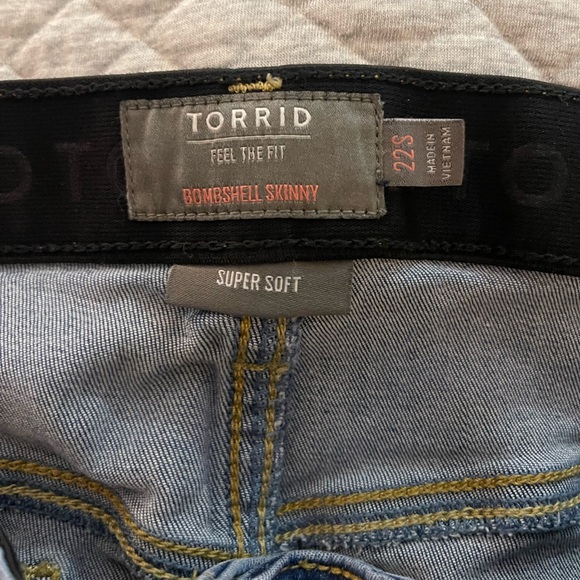 TORRID
FEEL THE FIT
BOMBSHELL SKINNY
22S
MADE IN
VIETNAM
SUPER SOFT